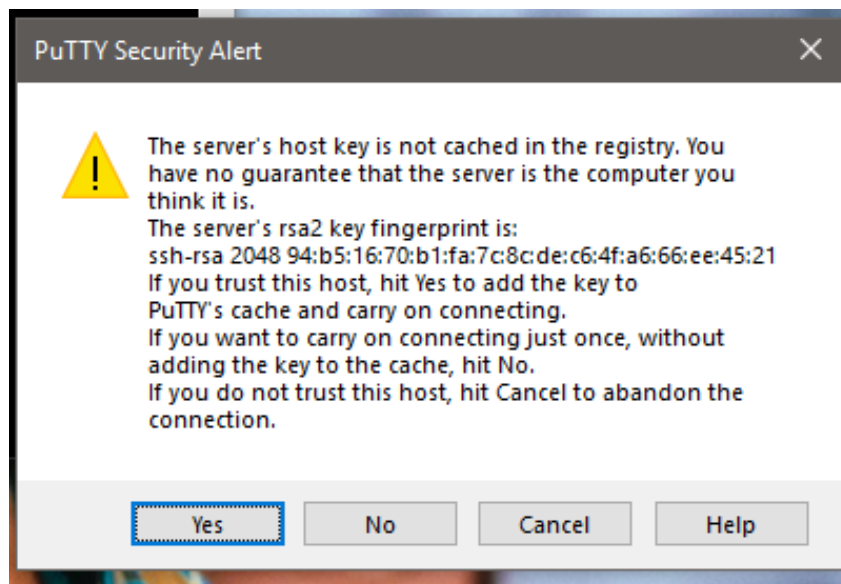 PuTTY Security Alert
The server's host key is not cached in the registry. You
have no guarantee that the server is the computer you
think it is.
The server's rsa2 key fingerprint is:
ssh-rsa 2048 94:b5:16:70:b1:fa:7c:8c:de:c6:4f:a6:66:ee:45:21
If you trust this host, hit Yes to add the key to
PuTTY's cache and carry on connecting.
If you want to carry on connecting just once, without
adding the key to the cache, hit No.
If you do not trust this host, hit Cancel to abandon the
connection.
Yes No Cancel Help